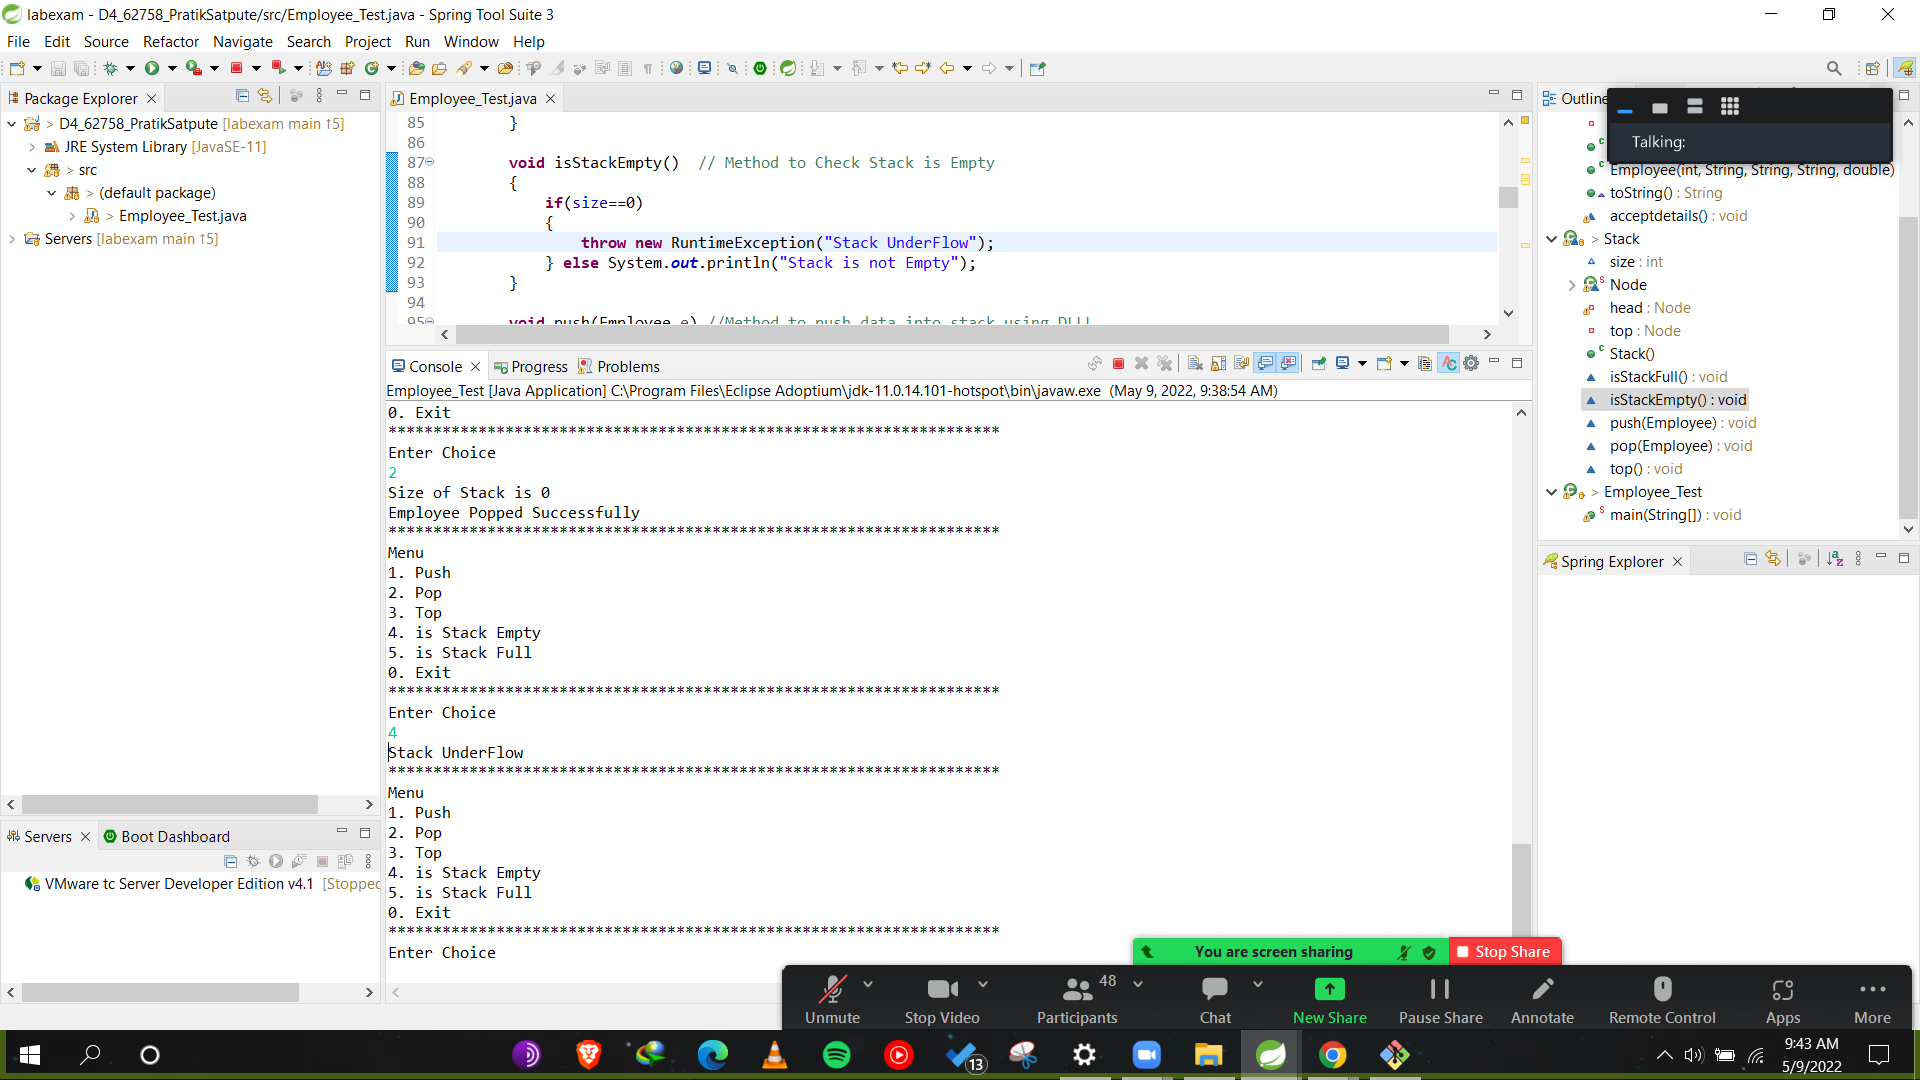 labexam - D4_62758_PratikSatpute/src/Employee_Test.java - Spring Tool Suite 3
File Edit Source Refactor Navigate Search Project Run Window Help
Package Explorer
> D4_62758_PratikSatpute [labexam main ↑5]
JRE System Library [JavaSE-11]
> src
> (default package)
> Employee_Test.java
Servers [labexam main ↑5]
Servers
Boot Dashboard
VMware tc Server Developer Edition v4.1 [Stopped
Employee_Test.java
85 }
86
87 void isStackEmpty() // Method to Check Stack is Empty
88 {
89 if(size==0)
90 {
91 throw new RuntimeException("Stack UnderFlow");
92 } else System.out.println("Stack is not Empty");
93 }
94
95 void push(Employee e) //Method to push data into stack using DLLL
Console Progress Problems
Employee_Test [Java Application] C:\Program Files\Eclipse Adoptium\jdk-11.0.14.101-hotspot\bin\javaw.exe (May 9, 2022, 9:38:54 AM)
0. Exit
********************************************************************
Enter Choice
2
Size of Stack is 0
Employee Popped Successfully
********************************************************************
Menu
1. Push
2. Pop
3. Top
4. is Stack Empty
5. is Stack Full
0. Exit
********************************************************************
Enter Choice
4
Stack UnderFlow
********************************************************************
Menu
1. Push
2. Pop
3. Top
4. is Stack Empty
5. is Stack Full
0. Exit
********************************************************************
Enter Choice
Outline
Talking:
Employee(int, String, String, String, double)
toString() : String
acceptdetails() : void
> Stack
size : int
Node
head : Node
top : Node
Stack()
isStackFull() : void
isStackEmpty() : void
push(Employee) : void
pop(Employee) : void
top() : void
> Employee_Test
main(String[]) : void
Spring Explorer
You are screen sharing
Stop Share
Unmute
Stop Video
48
Participants
Chat
New Share
Pause Share
Annotate
Remote Control
Apps
More
13
9:43 AM
5/9/2022